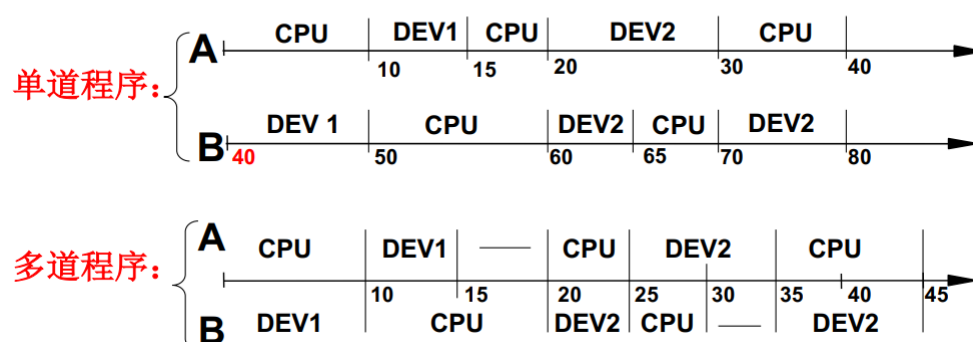 CPU DEV1 CPU DEV2 CPU
A
10 15 20 30 40
单道程序：
DEV 1 CPU DEV2 CPU DEV2
B
40 50 60 65 70 80
A
CPU DEV1 —— CPU DEV2 CPU
多道程序：
10 15 20 25 30 35 40 45
B
DEV1 CPU DEV2 CPU —— DEV2